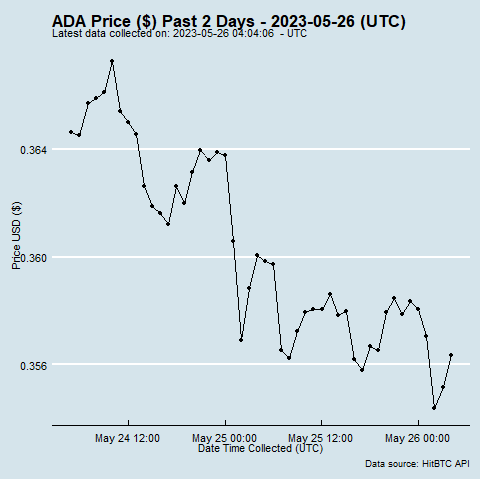 ADA Price ($) Past 2 Days - 2023-05-26 (UTC)
Latest data collected on: 2023-05-26 04:04:06 - UTC
0.364
0.360
0.356
Price USD ($)
May 24 12:00
May 25 00:00
May 25 12:00
May 26 00:00
Date Time Collected (UTC)
Data source: HitBTC API